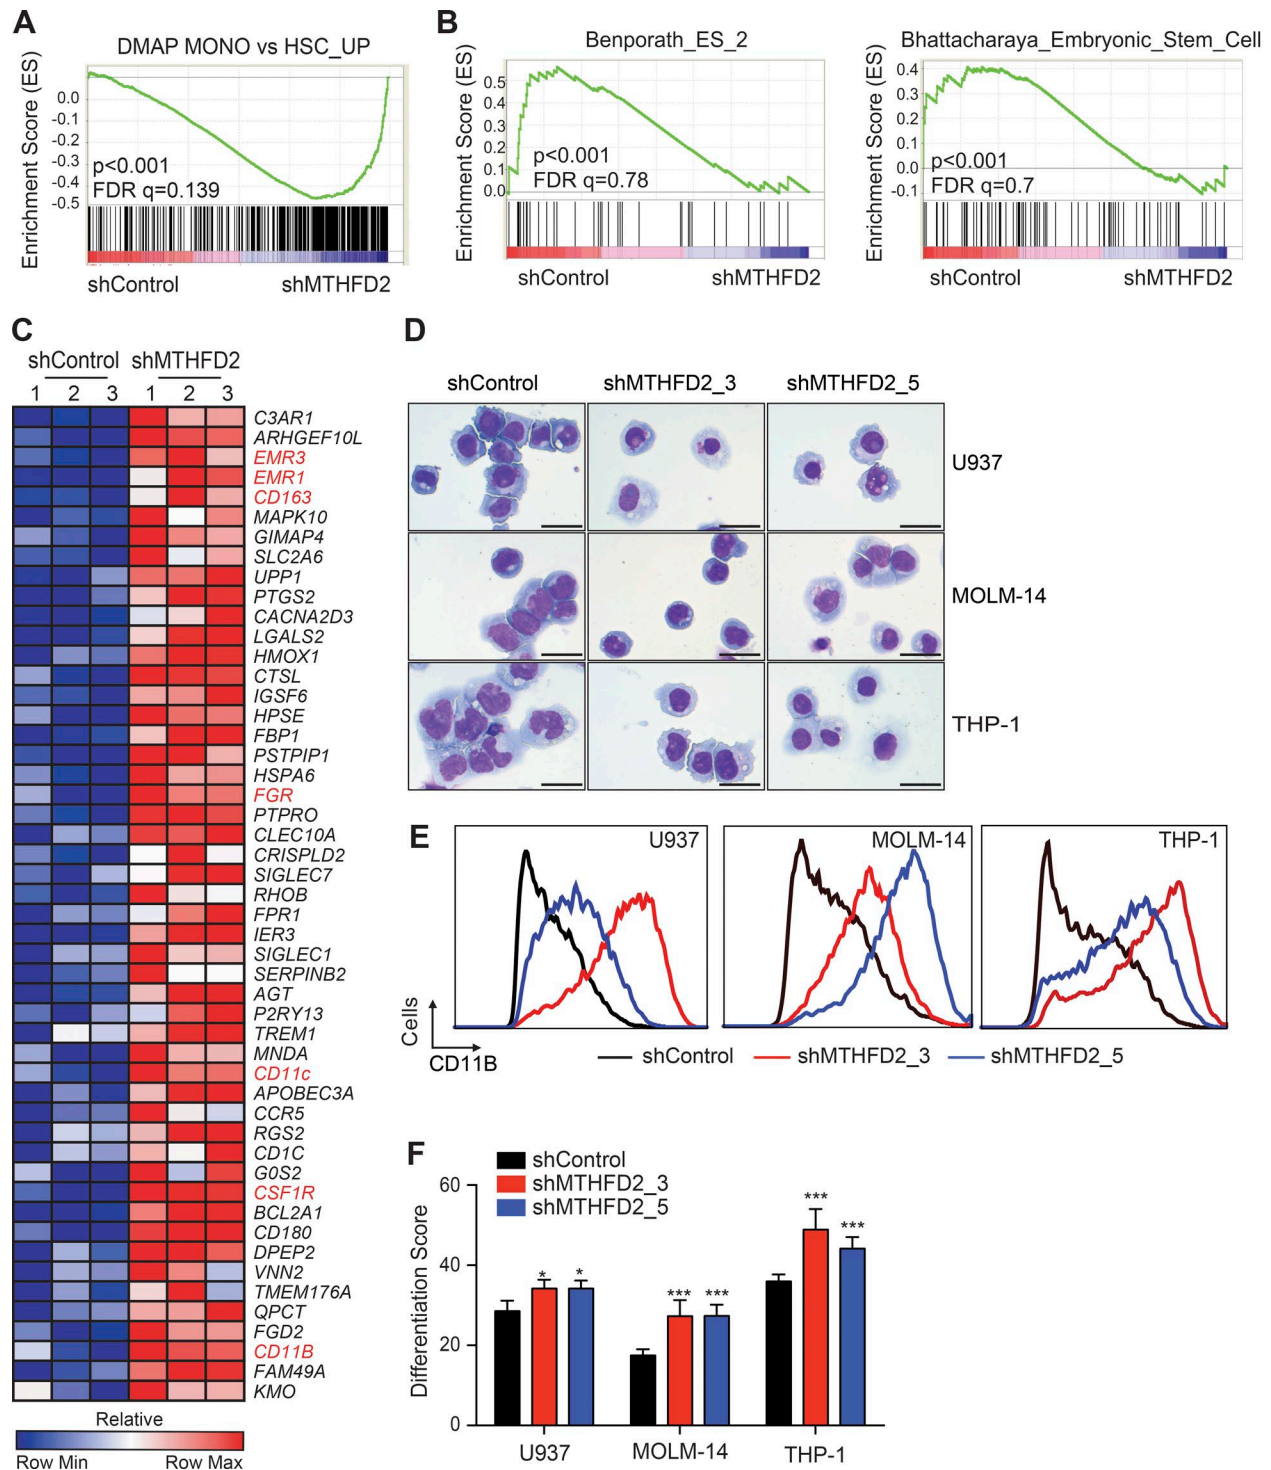 A
DMAP MONO vs HSC_UP
Enrichment Score (ES)
0.0
-0.1
-0.2
-0.3
-0.4
-0.5
p<0.001
FDR q=0.139
shControl
shMTHFD2
B
Benporath_ES_2
Enrichment Score (ES)
0.5
0.4
0.3
0.2
0.1
0.0
p<0.001
FDR q=0.78
shControl
shMTHFD2
Bhattacharaya_Embryonic_Stem_Cell
Enrichment Score (ES)
0.4
0.3
0.2
0.1
0.0
-0.1
p<0.001
FDR q=0.7
shControl
shMTHFD2
C
shControl shMTHFD2
1 2 3 1 2 3
C3AR1
ARHGEF10L
EMR3
EMR1
CD163
MAPK10
GIMAP4
SLC2A6
UPP1
PTGS2
CACNA2D3
LGALS2
HMOX1
CTSL
IGSF6
HPSE
FBP1
PSTPIP1
HSPA6
FGR
PTPRO
CLEC10A
CRISPLD2
SIGLEC7
RHOB
FPR1
IER3
SIGLEC1
SERPINB2
AGT
P2RY13
TREM1
MNDA
CD11c
APOBEC3A
CCR5
RGS2
CD1C
G0S2
CSF1R
BCL2A1
CD180
DPEP2
VNN2
TMEM176A
QPCT
FGD2
CD11B
FAM49A
KMO
Relative
Row Min Row Max
D
shControl shMTHFD2_3 shMTHFD2_5
U937
MOLM-14
THP-1
E
U937
MOLM-14
THP-1
Cells
CD11B
shControl shMTHFD2_3 shMTHFD2_5
F
shControl
shMTHFD2_3
shMTHFD2_5
Differentiation Score
60
40
20
0
* *
*** ***
*** ***
U937 MOLM-14 THP-1